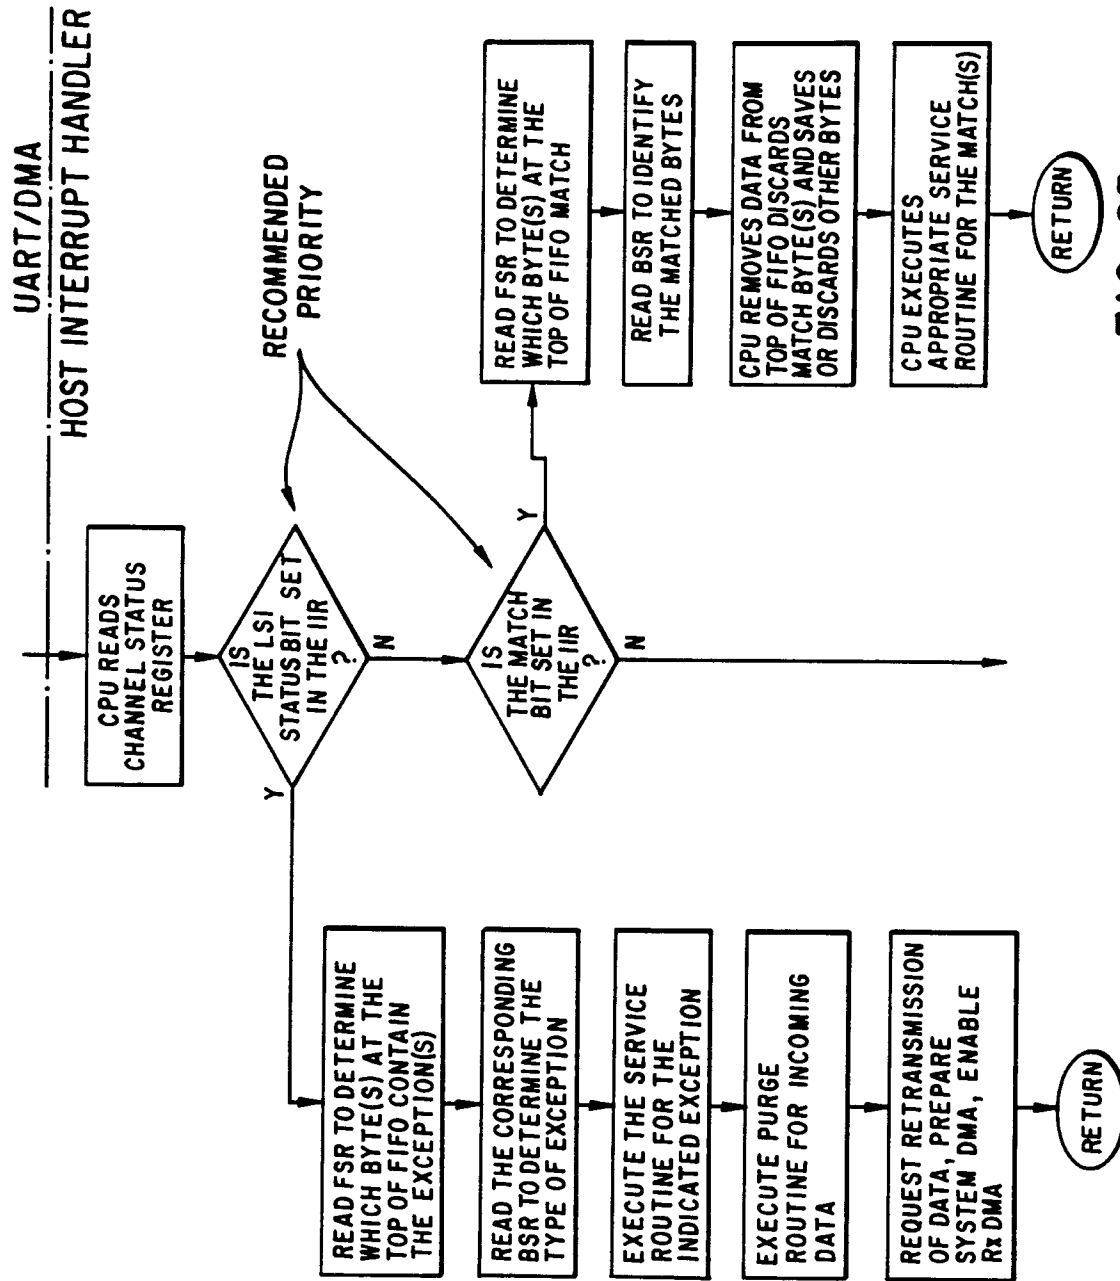 UART/DMA
HOST INTERRUPT HANDLER
CPU READS
CHANNEL STATUS
REGISTER
RECOMMENDED
PRIORITY
IS
THE LSI
STATUS BIT SET
IN THE IIR
?
Y
N
IS
THE MATCH
BIT SET IN
THE IIR
?
Y
N
READ FSR TO DETERMINE
WHICH BYTE(S) AT THE
TOP OF FIFO CONTAIN
THE EXCEPTION(S)
READ THE CORRESPONDING
BSR TO DETERMINE THE
TYPE OF EXCEPTION
EXECUTE THE SERVICE
ROUTINE FOR THE
INDICATED EXCEPTION
EXECUTE PURGE
ROUTINE FOR INCOMING
DATA
REQUEST RETRANSMISSION
OF DATA, PREPARE
SYSTEM DMA, ENABLE
Rx DMA
RETURN
READ FSR TO DETERMINE
WHICH BYTE(S) AT THE
TOP OF FIFO MATCH
READ BSR TO IDENTIFY
THE MATCHED BYTES
CPU REMOVES DATA FROM
TOP OF FIFO DISCARDS
MATCH BYTE(S) AND SAVES
OR DISCARDS OTHER BYTES
CPU EXECUTES
APPROPRIATE SERVICE
ROUTINE FOR THE MATCH(S)
RETURN